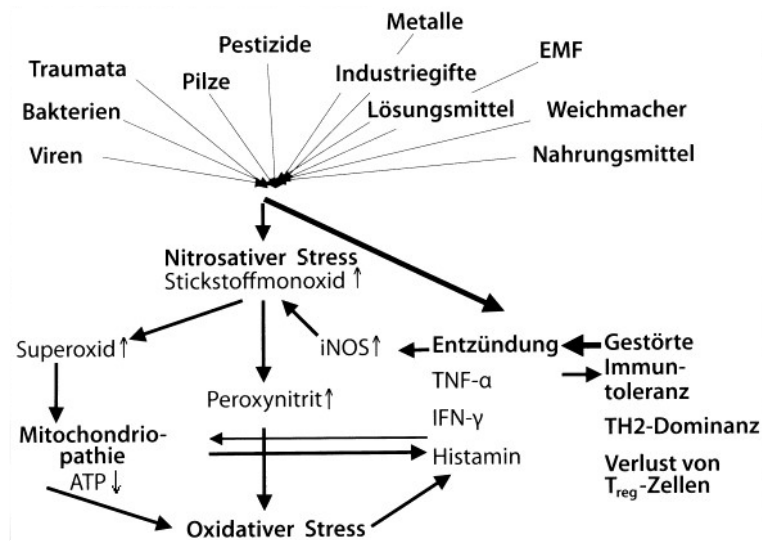 Metalle
Pestizide
EMF
Traumata
Pilze
Industriegifte
Bakterien
Lösungsmittel
Weichmacher
Viren
Nahrungsmittel
Nitrosativer Stress
Stickstoffmonoxid ↑
Superoxid ↑
iNOS ↑
Entzündung
Gestörte
Immun-
toleranz
TNF-α
Peroxynitrit ↑
IFN-γ
TH2-Dominanz
Mitochondrio-
pathie
ATP ↓
Histamin
Verlust von
Treg-Zellen
Oxidativer Stress